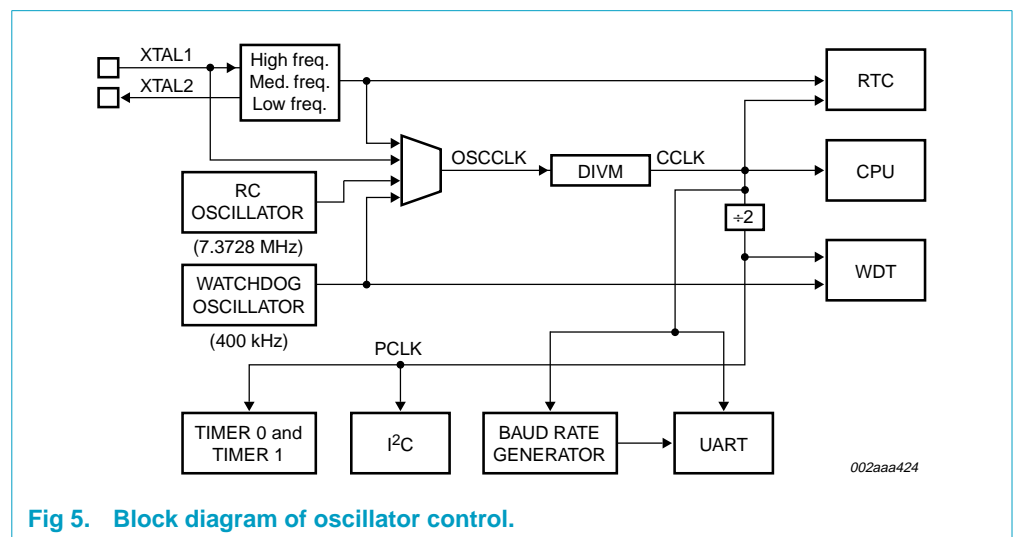 XTAL1
XTAL2
High freq.
Med. freq.
Low freq.
RTC
OSCCLK
DIVM
CCLK
CPU
RC
OSCILLATOR
(7.3728 MHz)
÷2
WATCHDOG
OSCILLATOR
(400 kHz)
WDT
PCLK
TIMER 0 and
TIMER 1
I²C
BAUD RATE
GENERATOR
UART
002aaa424
Fig 5. Block diagram of oscillator control.